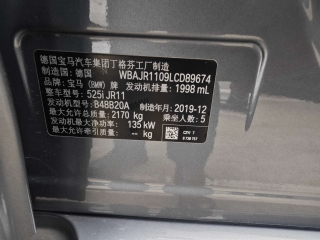 德国宝马汽车集团丁格芬工厂制造
制造国：德国 WBAJR1109LCD89674
品牌：宝马 (BMW) 牌 发动机排量：1998 mL
整车型号：525i JR11
发动机型号：B48B20A 制造年月：2019-12
最大允许总质量：2170 kg 乘坐人数：5
发动机最大净功率：135 kW
最大允许牵引质量：-- kg